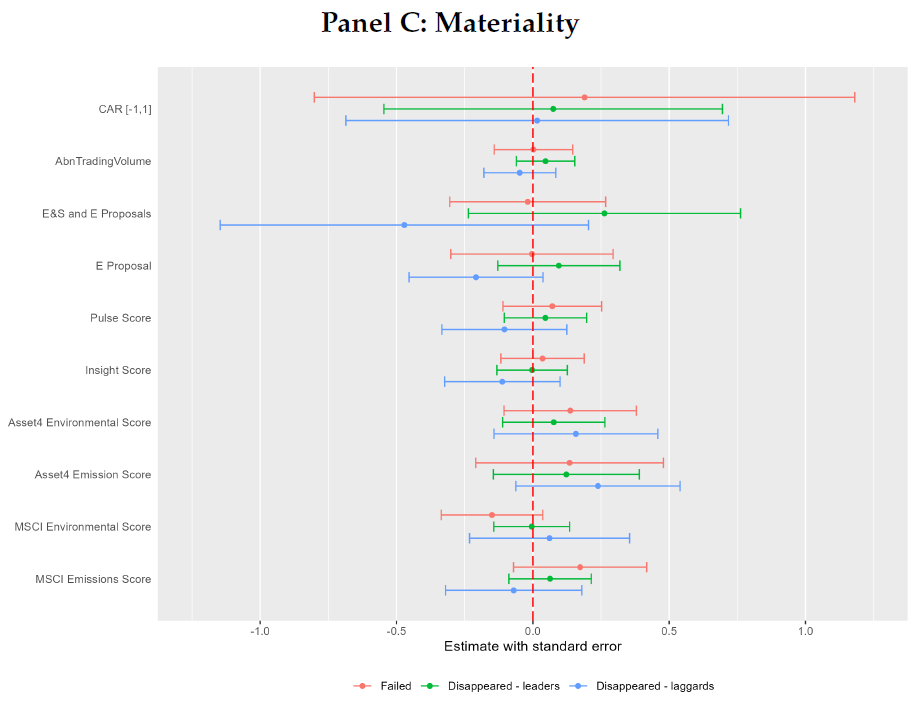 Panel C: Materiality
CAR [-1,1]
AbnTradingVolume
E&S and E Proposals
E Proposal
Pulse Score
Insight Score
Asset4 Environmental Score
Asset4 Emission Score
MSCI Environmental Score
MSCI Emissions Score
-1.0 -0.5 0.0 0.5 1.0
Estimate with standard error
Failed Disappeared - leaders Disappeared - laggards